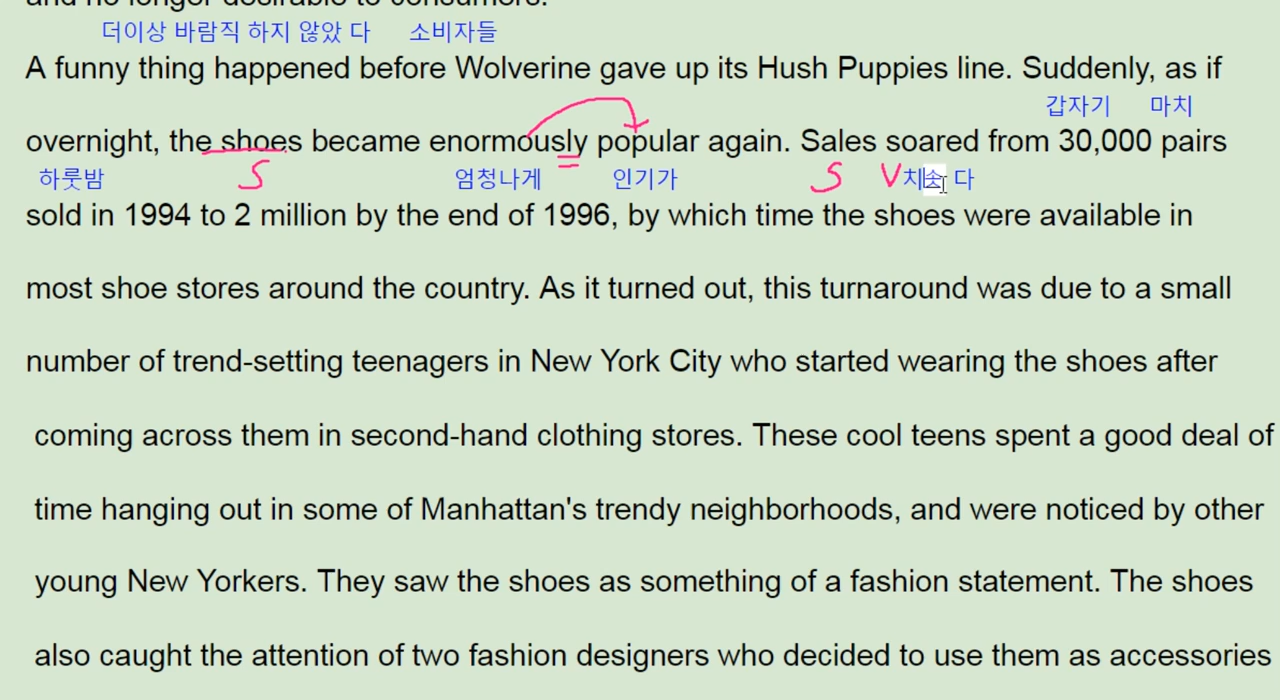 and no longer desirable to consumers.
더이상 바람직 하지 않았 다 소비자들
A funny thing happened before Wolverine gave up its Hush Puppies line. Suddenly, as if
갑자기 마치
overnight, the shoes became enormously popular again. Sales soared from 30,000 pairs
하룻밤 S 엄청나게 인기가 S V 치솟 다
sold in 1994 to 2 million by the end of 1996, by which time the shoes were available in
most shoe stores around the country. As it turned out, this turnaround was due to a small
number of trend-setting teenagers in New York City who started wearing the shoes after
coming across them in second-hand clothing stores. These cool teens spent a good deal of
time hanging out in some of Manhattan's trendy neighborhoods, and were noticed by other
young New Yorkers. They saw the shoes as something of a fashion statement. The shoes
also caught the attention of two fashion designers who decided to use them as accessories